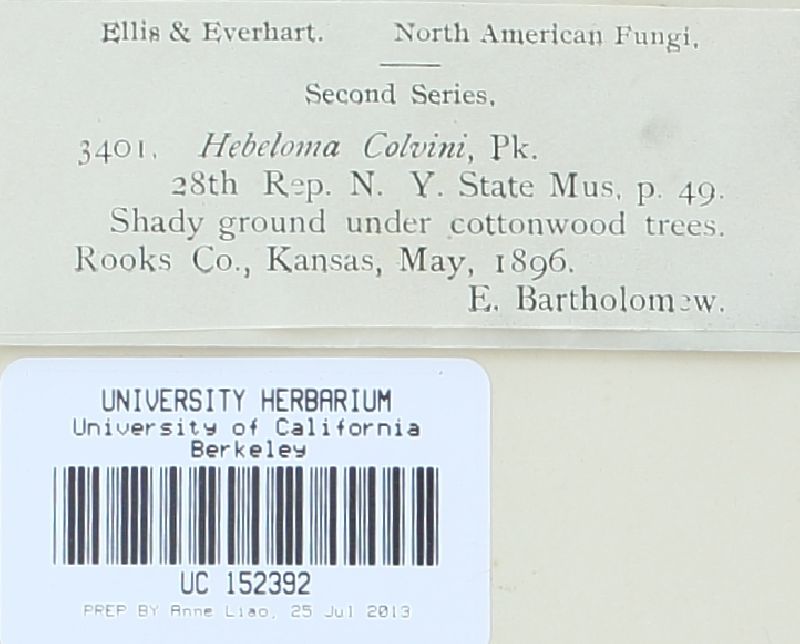 Ellis & Everhart. North American Fungi.
Second Series.
3401. Hebeloma Colvini, Pk.
28th Rep. N. Y. State Mus. p. 49.
Shady ground under cottonwood trees.
Rooks Co., Kansas, May, 1896.
E. Bartholomew.
UNIVERSITY HERBARIUM
University of California
Berkeley
UC 152392
PREP BY Anne Liao, 25 Jul 2013